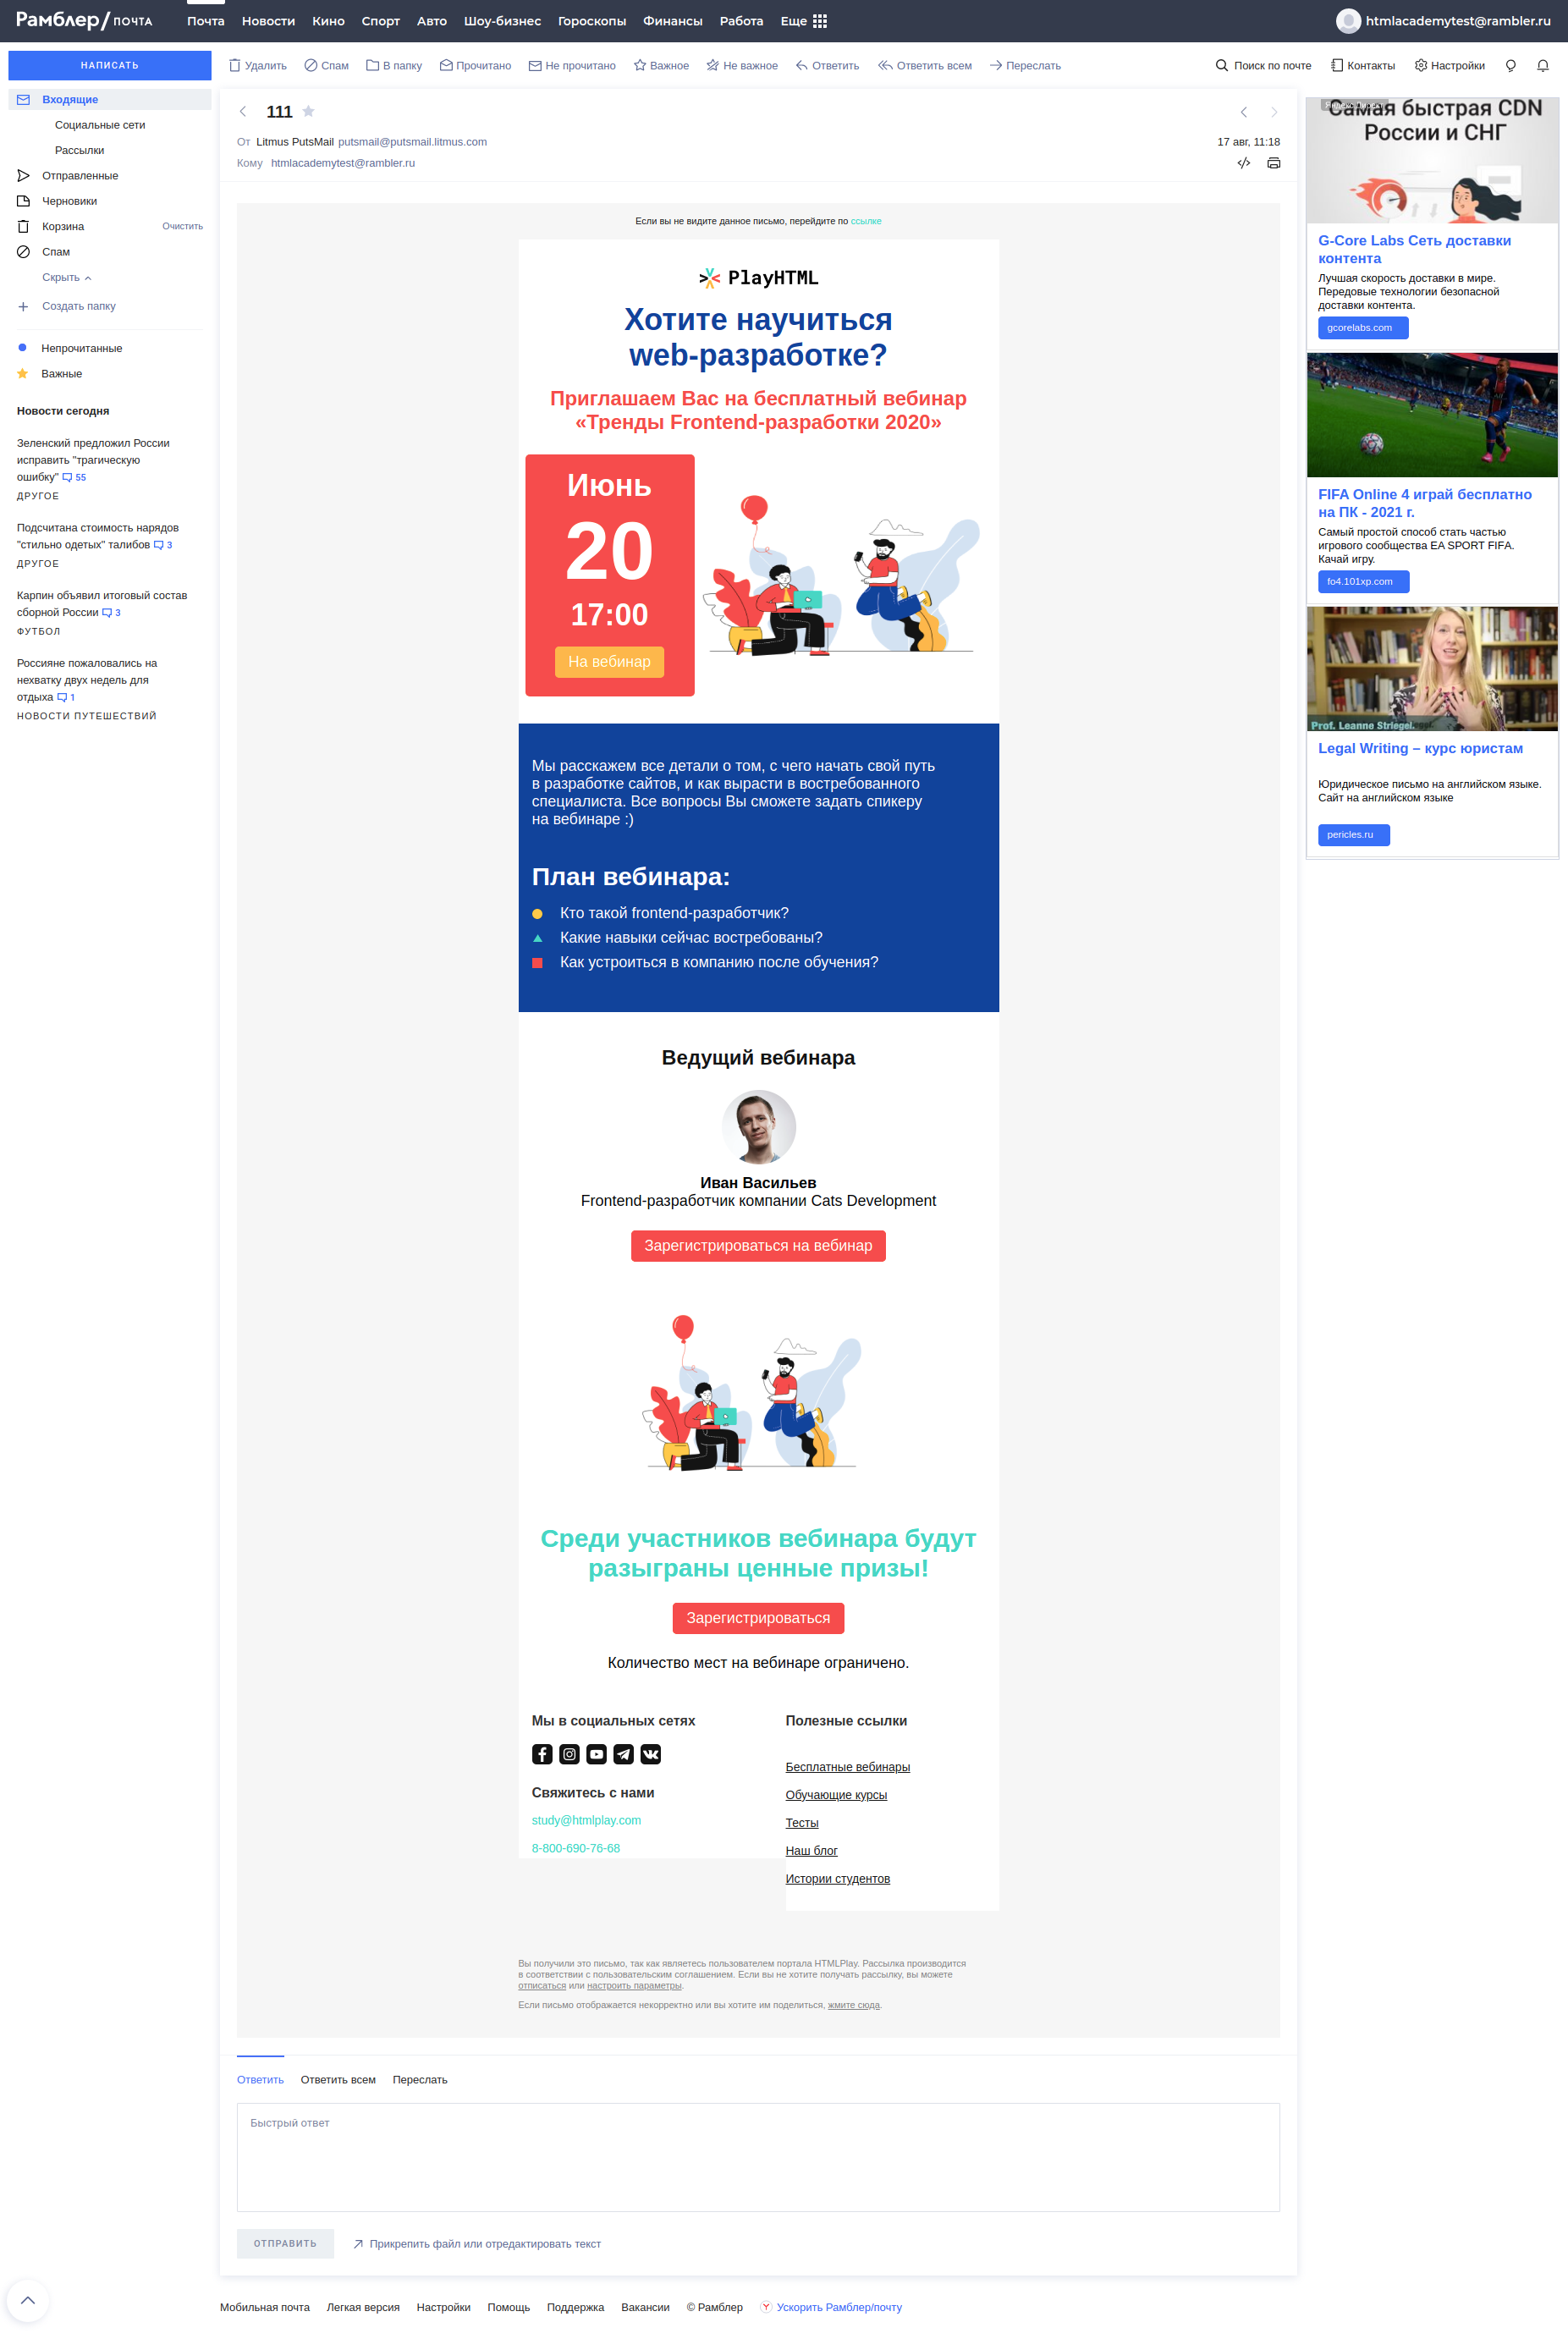 Рамблер/ ПОЧТА
Почта Новости Кино Спорт Авто Шоу-бизнес Гороскопы Финансы Работа Еще
htmlacademytest@rambler.ru
НАПИСАТЬ
Удалить Спам В папку Прочитано Не прочитано Важное Не важное Ответить Ответить всем Переслать
Поиск по почте Контакты Настройки
Входящие
Социальные сети
Рассылки
Отправленные
Черновики
Корзина Очистить
Спам
Скрыть
Создать папку
Непрочитанные
Важные
Новости сегодня
Зеленский предложил России
исправить "трагическую
ошибку" 55
ДРУГОЕ
Подсчитана стоимость нарядов
"стильно одетых" талибов 3
ДРУГОЕ
Карпин объявил итоговый состав
сборной России 3
ФУТБОЛ
Россияне пожаловались на
нехватку двух недель для
отдыха 1
НОВОСТИ ПУТЕШЕСТВИЙ
111
От Litmus PutsMail putsmail@putsmail.litmus.com 17 авг, 11:18
Кому htmlacademytest@rambler.ru
Если вы не видите данное письмо, перейдите по ссылке
PlayHTML
Хотите научиться
web-разработке?
Приглашаем Вас на бесплатный вебинар
«Тренды Frontend-разработки 2020»
Июнь
20
17:00
На вебинар
Мы расскажем все детали о том, с чего начать свой путь
в разработке сайтов, и как вырасти в востребованного
специалиста. Все вопросы Вы сможете задать спикеру
на вебинаре :)
План вебинара:
Кто такой frontend-разработчик?
Какие навыки сейчас востребованы?
Как устроиться в компанию после обучения?
Ведущий вебинара
Иван Васильев
Frontend-разработчик компании Cats Development
Зарегистрироваться на вебинар
Среди участников вебинара будут
разыграны ценные призы!
Зарегистрироваться
Количество мест на вебинаре ограничено.
Мы в социальных сетях
Свяжитесь с нами
study@htmlplay.com
8-800-690-76-68
Полезные ссылки
Бесплатные вебинары
Обучающие курсы
Тесты
Наш блог
Истории студентов
Вы получили это письмо, так как являетесь пользователем портала HTMLPlay. Рассылка производится
в соответствии с пользовательским соглашением. Если вы не хотите получать рассылку, вы можете
отписаться или настроить параметры.
Если письмо отображается некорректно или вы хотите им поделиться, жмите сюда.
Ответить Ответить всем Переслать
Быстрый ответ
ОТПРАВИТЬ Прикрепить файл или отредактировать текст
Самая быстрая CDN
России и СНГ
G-Core Labs Сеть доставки
контента
Лучшая скорость доставки в мире.
Передовые технологии безопасной
доставки контента.
gcorelabs.com
FIFA Online 4 играй бесплатно
на ПК - 2021 г.
Самый простой способ стать частью
игрового сообщества EA SPORT FIFA.
Качай игру.
fo4.101xp.com
Prof. Leanne Striegel,
Legal Writing – курс юристам
Юридическое письмо на английском языке.
Сайт на английском языке
pericles.ru
Мобильная почта Легкая версия Настройки Помощь Поддержка Вакансии © Рамблер Ускорить Рамблер/почту